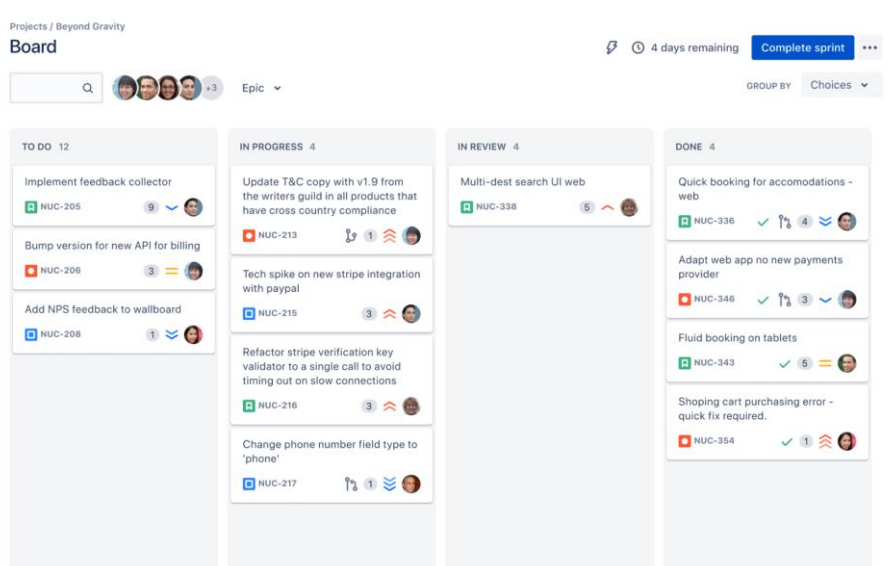 Projects / Beyond Gravity
Board
4 days remaining
Complete sprint
+3
Epic
GROUP BY
Choices
TO DO 12
Implement feedback collector
NUC-205
9
Bump version for new API for billing
NUC-206
3
Add NPS feedback to wallboard
NUC-208
1
IN PROGRESS 4
Update T&C copy with v1.9 from
the writers guild in all products that
have cross country compliance
NUC-213
1
Tech spike on new stripe integration
with paypal
NUC-215
3
Refactor stripe verification key
validator to a single call to avoid
timing out on slow connections
NUC-216
3
Change phone number field type to
'phone'
NUC-217
1
IN REVIEW 4
Multi-dest search UI web
NUC-338
5
DONE 4
Quick booking for accomodations -
web
NUC-336
4
Adapt web app no new payments
provider
NUC-346
3
Fluid booking on tablets
NUC-343
5
Shoping cart purchasing error -
quick fix required.
NUC-354
1